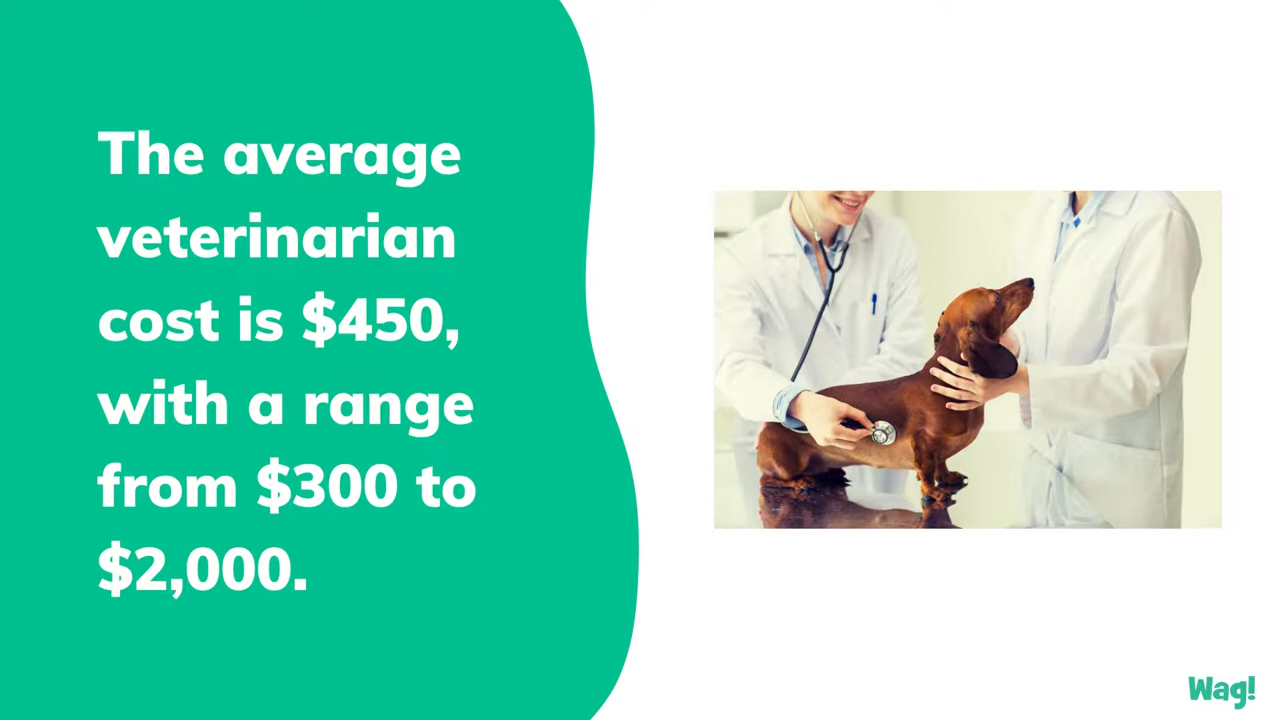 The average
veterinarian
cost is $450,
with a range
from $300 to
$2,000.
Wag!